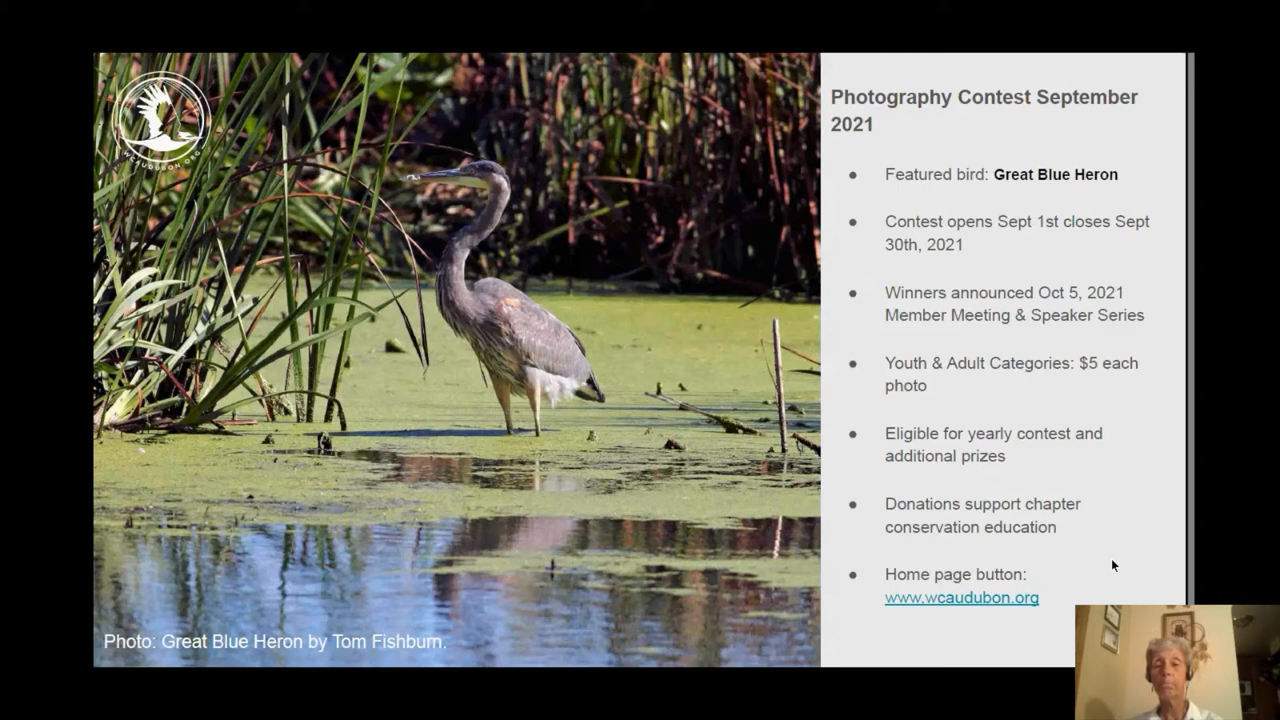 WCAUDUBON.ORG
Photography Contest September
2021
● Featured bird: Great Blue Heron
● Contest opens Sept 1st closes Sept
30th, 2021
● Winners announced Oct 5, 2021
Member Meeting & Speaker Series
● Youth & Adult Categories: $5 each
photo
● Eligible for yearly contest and
additional prizes
● Donations support chapter
conservation education
● Home page button:
www.wcaudubon.org
Photo: Great Blue Heron by Tom Fishburn.